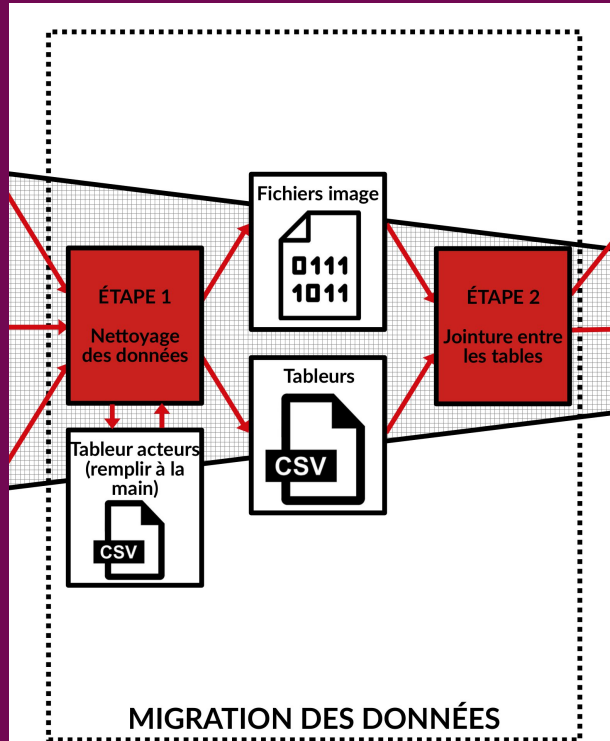 Fichiers image
0111
1011
ÉTAPE 1
Nettoyage
des données
ÉTAPE 2
Jointure entre
les tables
Tableurs
CSV
Tableur acteurs
(remplir à la
main)
CSV
MIGRATION DES DONNÉES